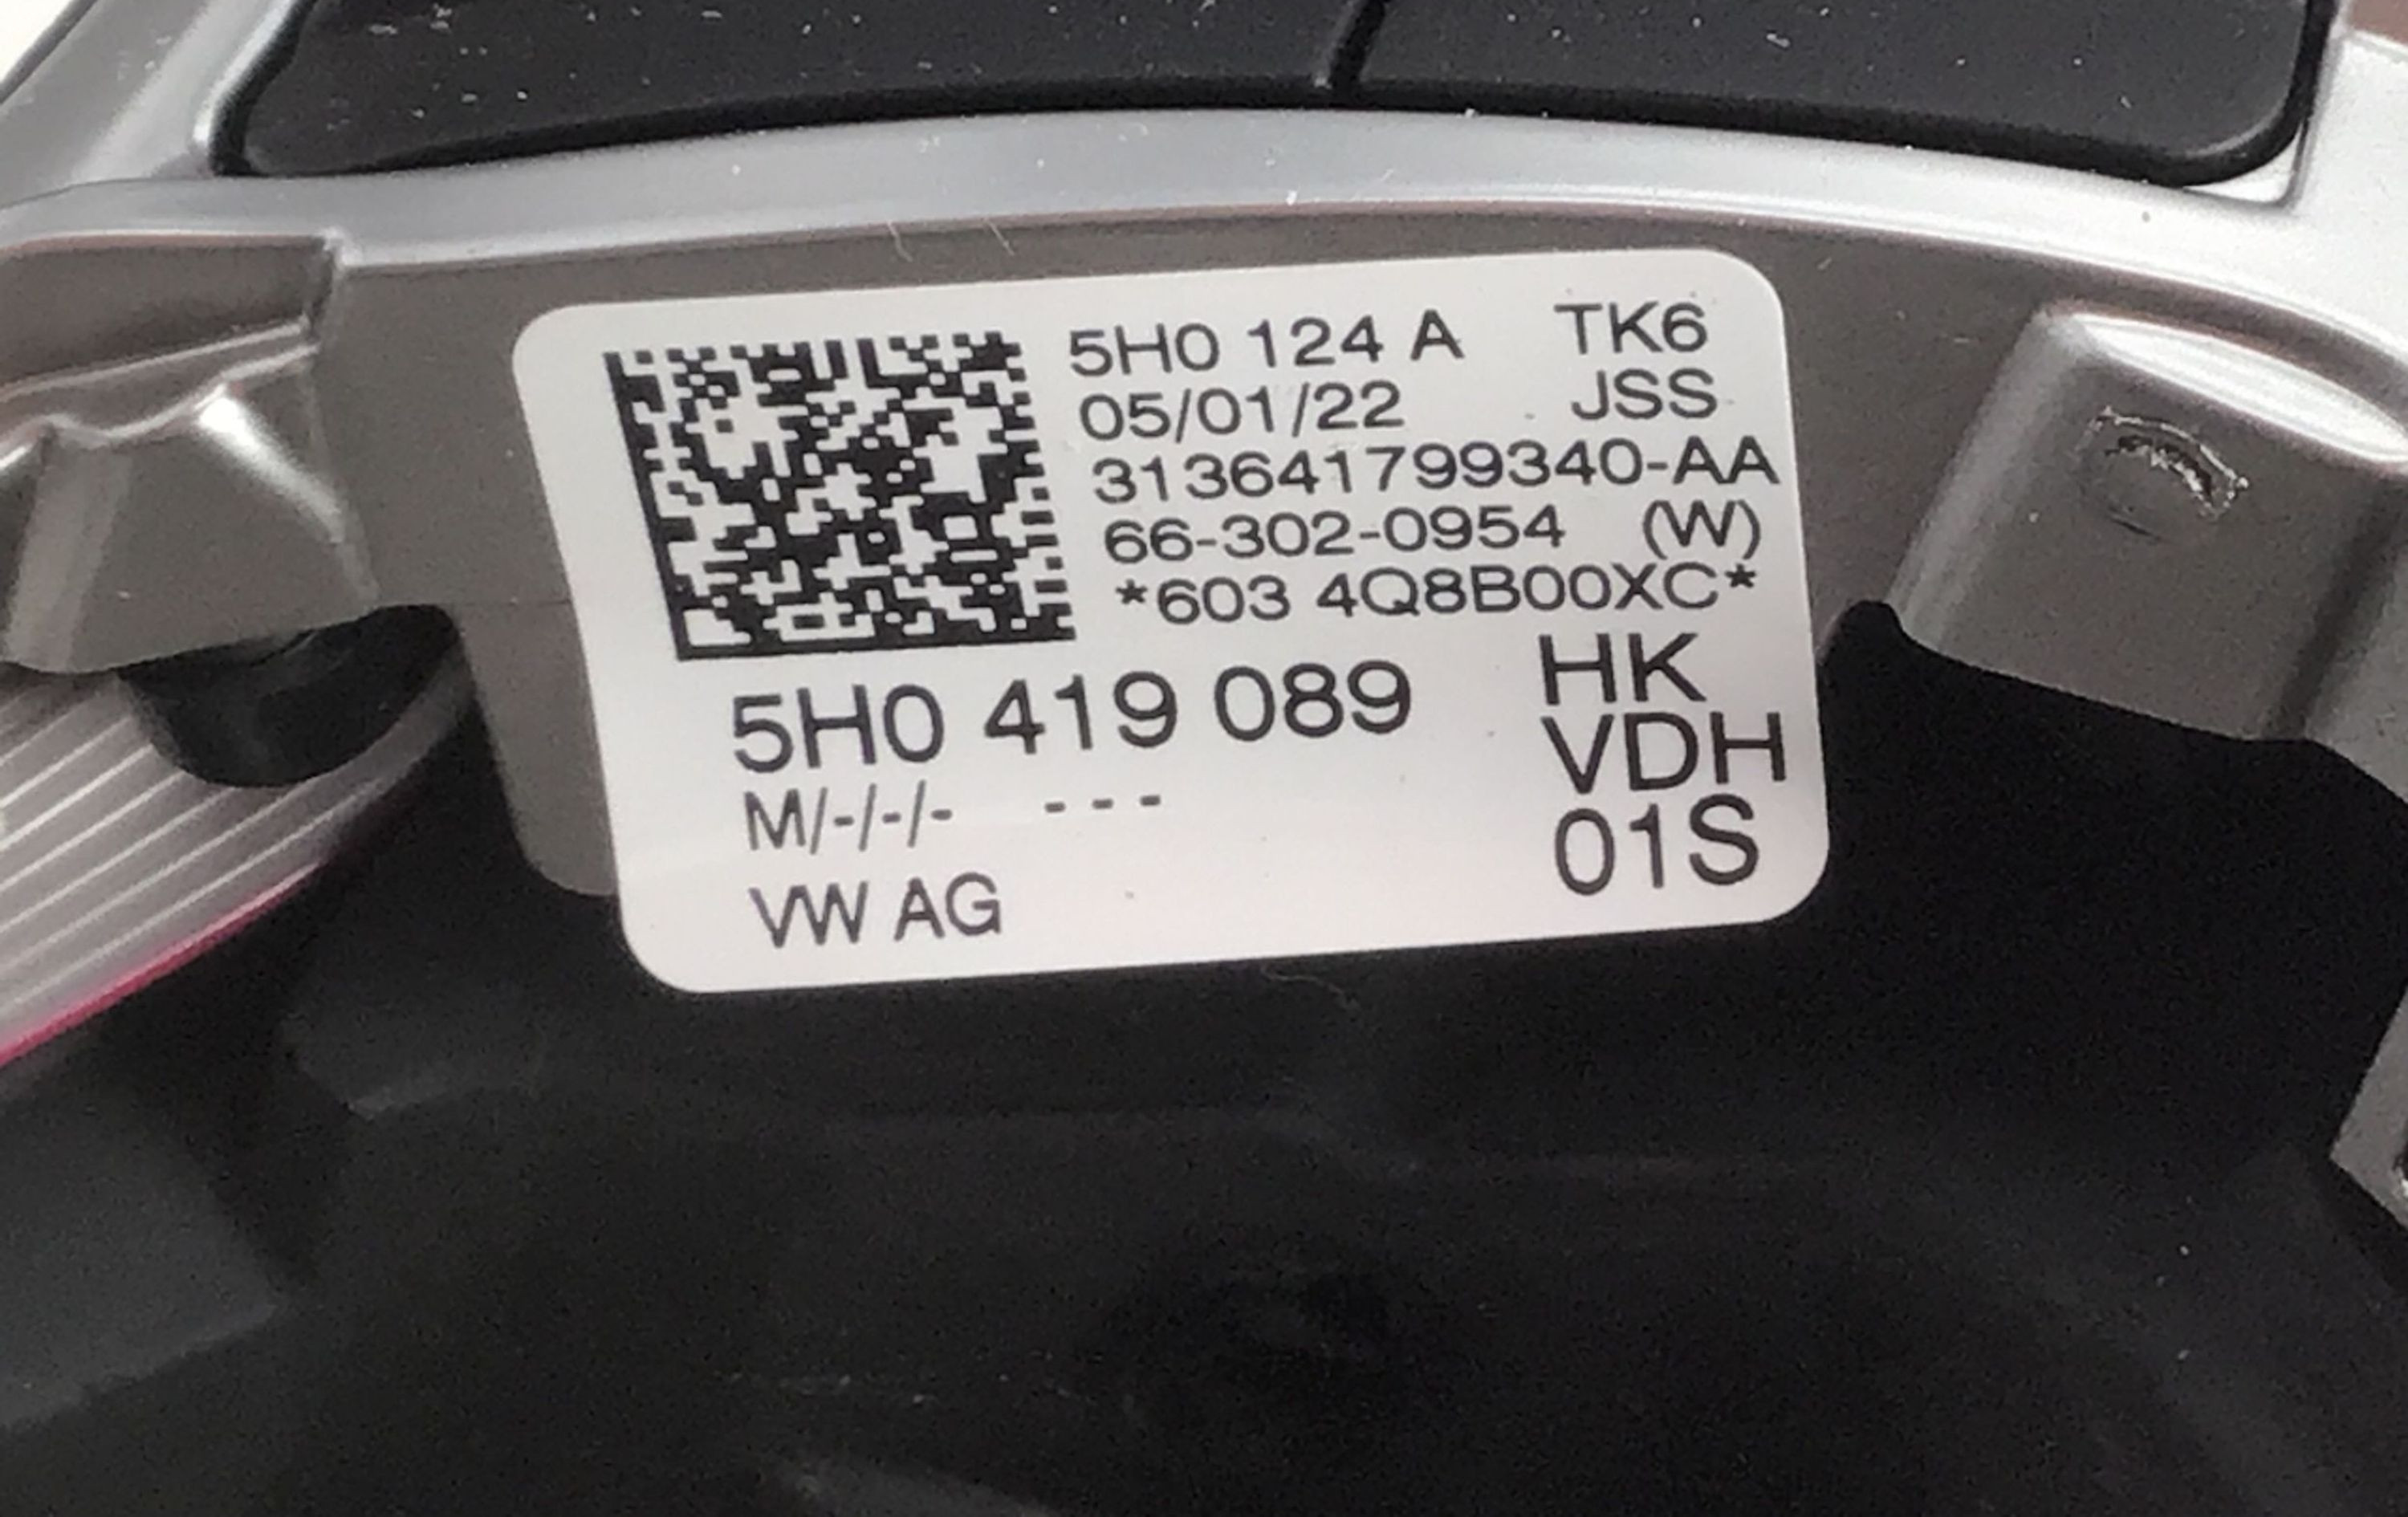 5H0 124 A TK6
05/01/22 JSS
313641799340-AA
66-302-0954 (W)
*603 4Q8B00XC*
5H0 419 089 HK
VDH
M/-/-/- --- 01S
VW AG